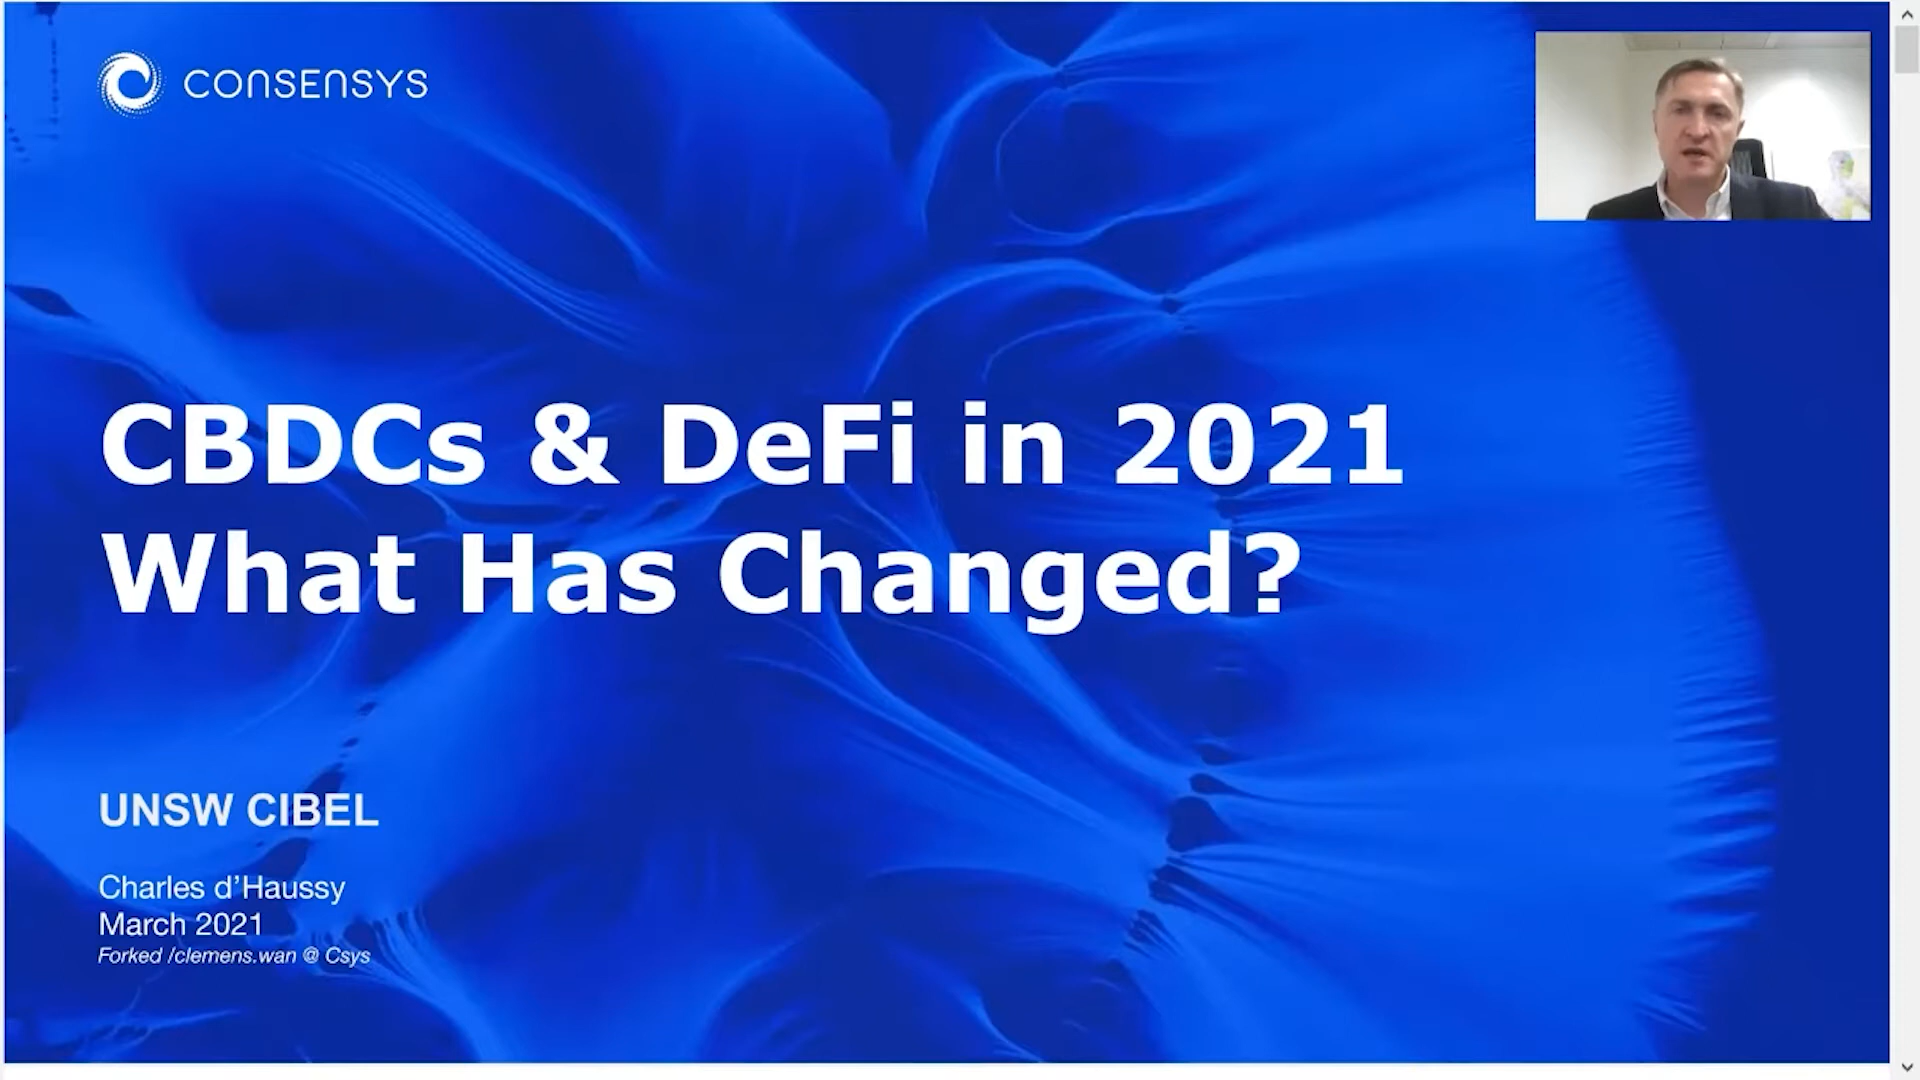 CONSENSYS
CBDCs & DeFi in 2021
What Has Changed?
UNSW CIBEL
Charles d’Haussy
March 2021
Forked /clemens.wan @ Csys